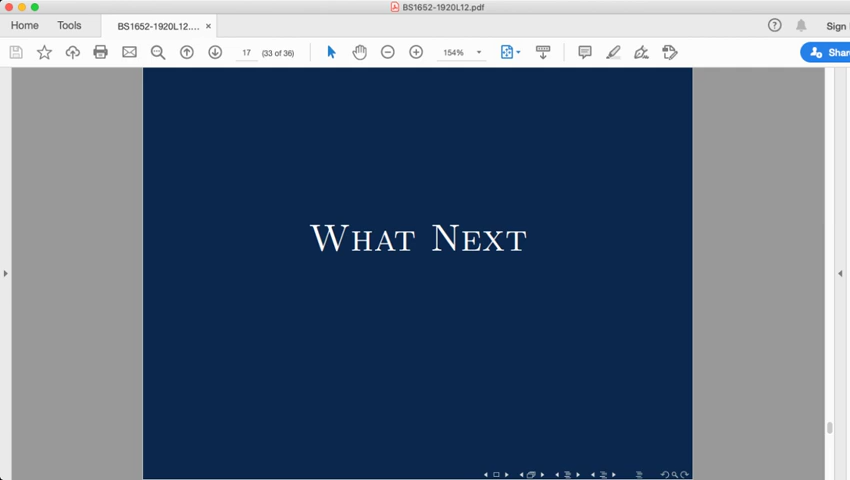 BS1652-1920L12.pdf
Home
Tools
BS1652-1920L12....
Sign
17
(33 of 36)
154%
Shar
WHAT NEXT